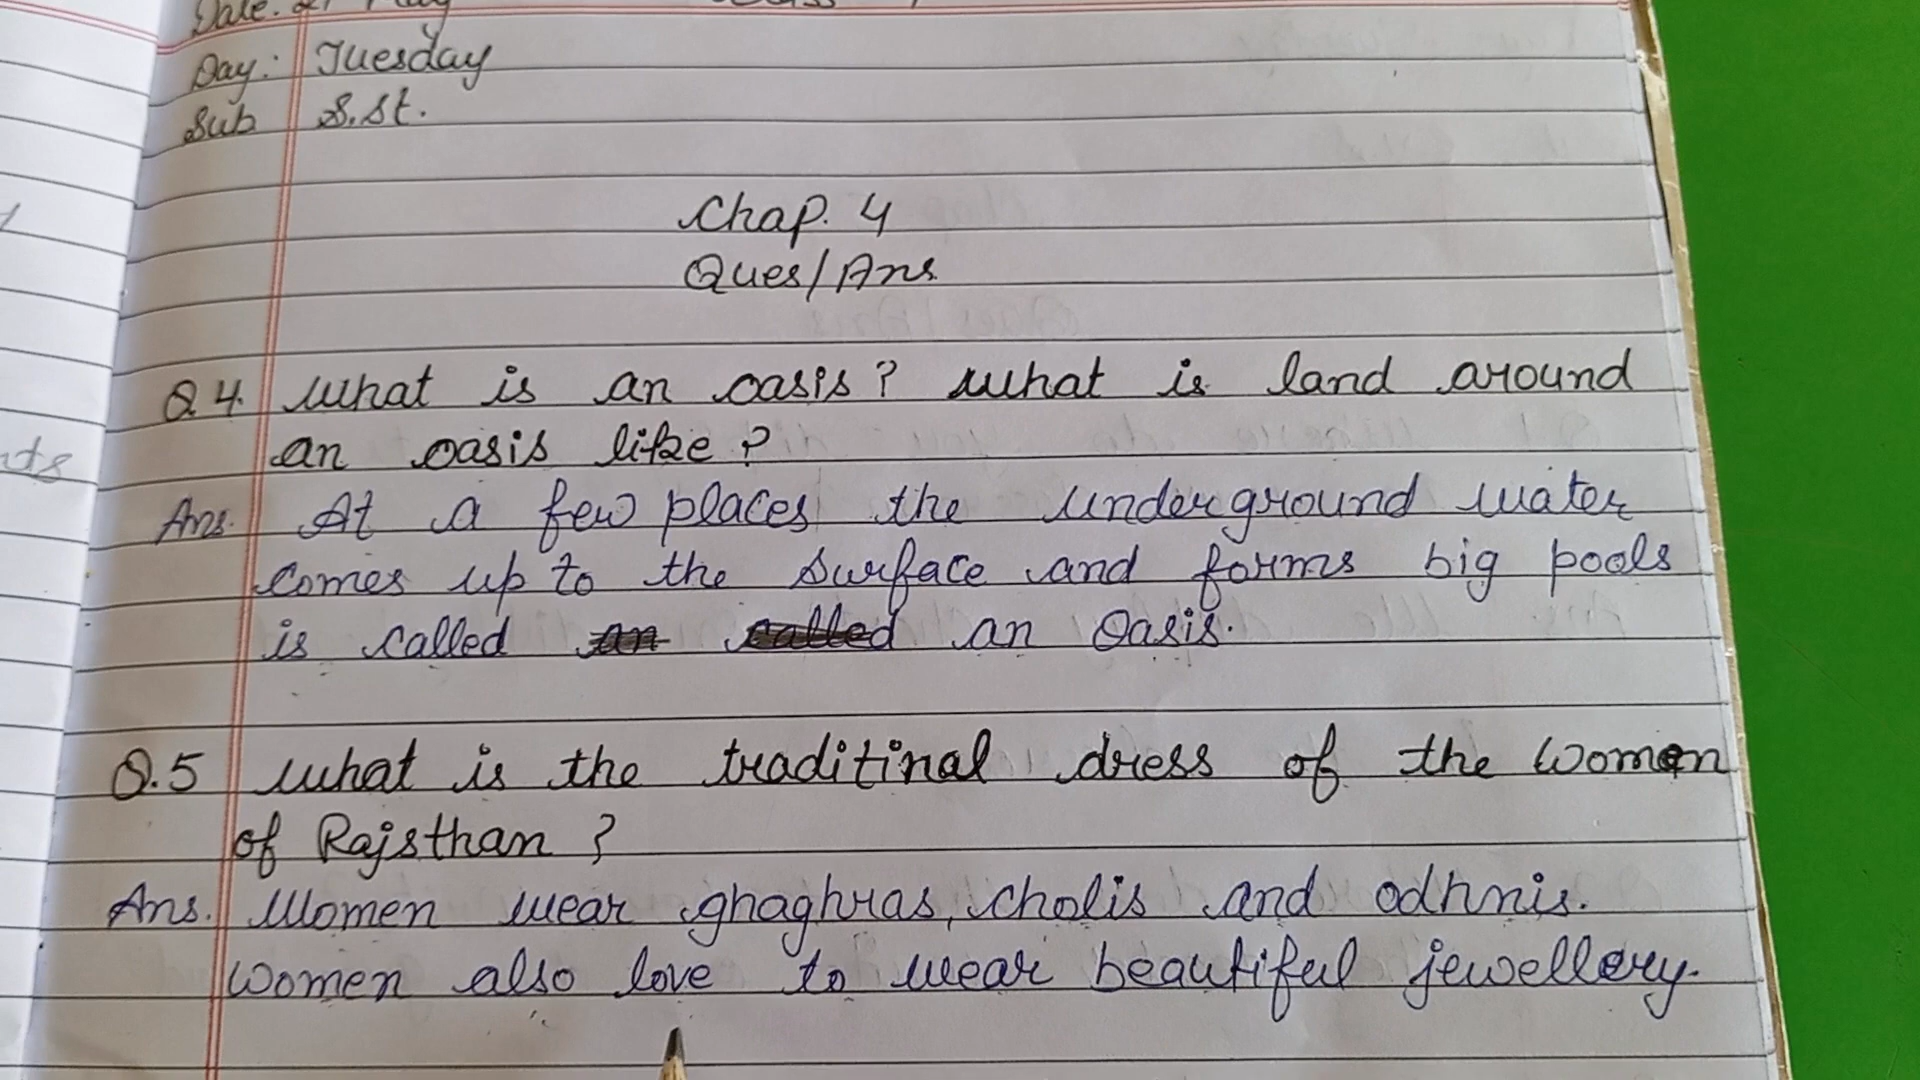 Day: Tuesday
Sub S.St.
Chap. 4
Ques/Ans.
Q 4. What is an oasis? What is land around
an oasis like?
Ans. At a few places the underground water
comes up to the surface and forms big pools
is called an called an Oasis.
Q.5 What is the traditinal dress of the women
of Rajsthan?
Ans. Women wear ghaghras, cholis and odhnis.
Women also love to wear beautiful jewellery.